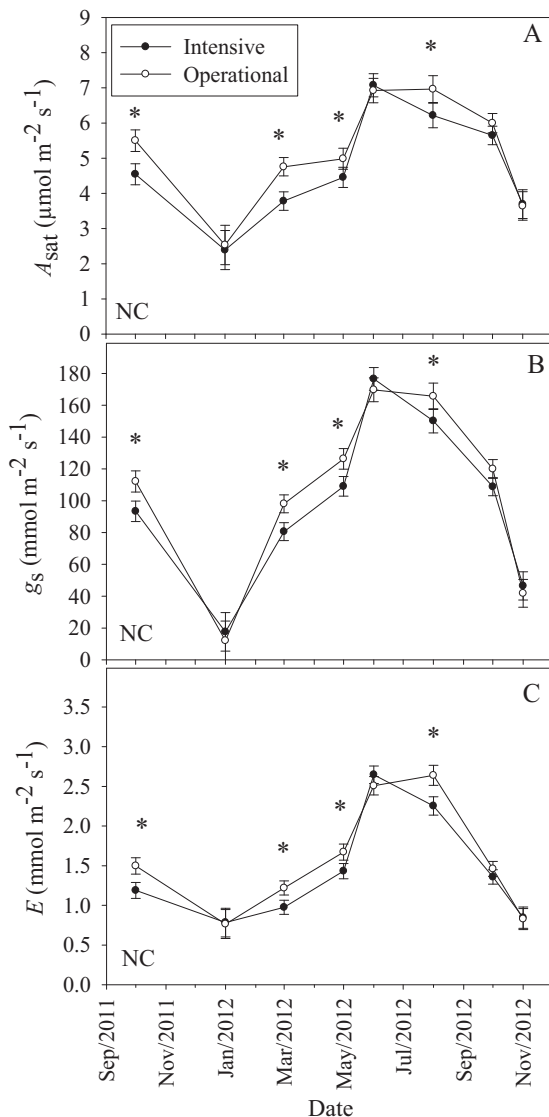 A
Intensive
Operational
* * * *
A_sat (µmol m⁻² s⁻¹)
9
8
7
6
5
4
3
2
1
0
NC
B
* * * *
g_s (mmol m⁻² s⁻¹)
180
160
140
120
100
80
60
40
20
0
NC
C
* * * *
E (mmol m⁻² s⁻¹)
3.5
3.0
2.5
2.0
1.5
1.0
0.5
0.0
NC
Sep/2011
Nov/2011
Jan/2012
Mar/2012
May/2012
Jul/2012
Sep/2012
Nov/2012
Date